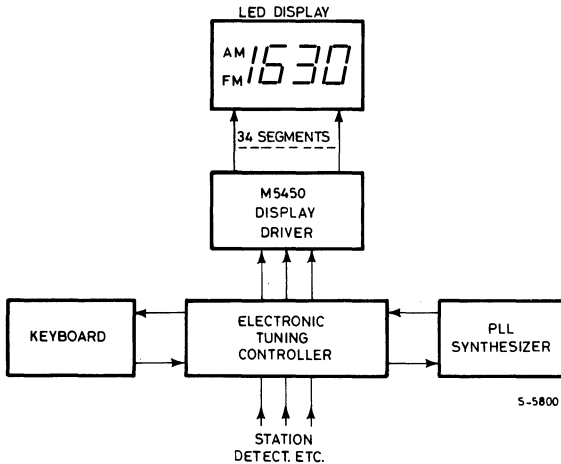 LED DISPLAY
AM
FM
1630
34 SEGMENTS
M5450
DISPLAY
DRIVER
KEYBOARD
ELECTRONIC
TUNING
CONTROLLER
PLL
SYNTHESIZER
S-5800
STATION
DETECT. ETC.